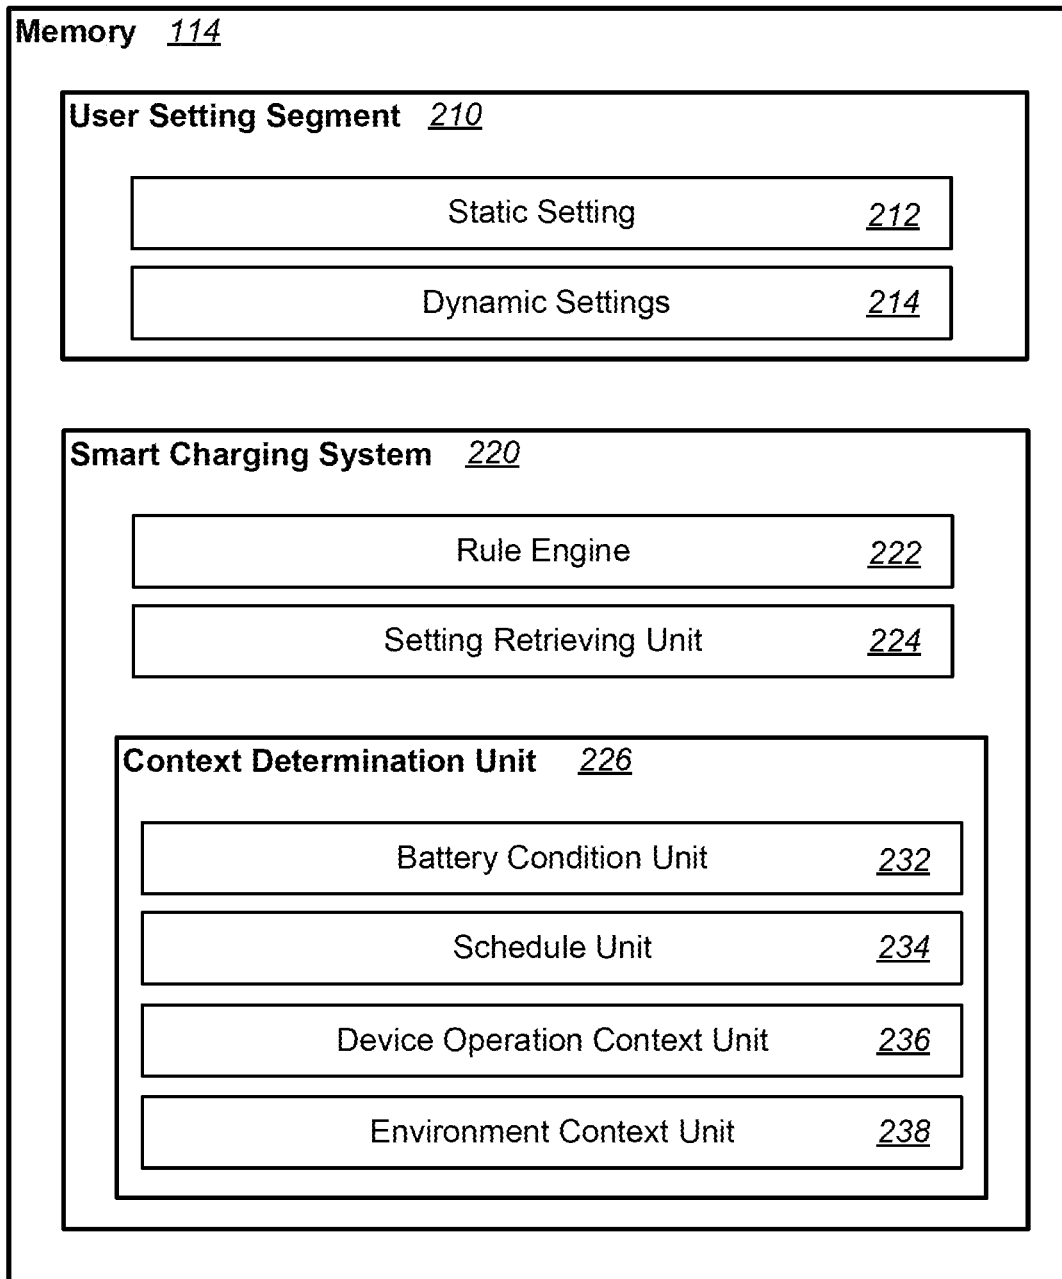 Memory 114
User Setting Segment 210
Static Setting 212
Dynamic Settings 214
Smart Charging System 220
Rule Engine 222
Setting Retrieving Unit 224
Context Determination Unit 226
Battery Condition Unit 232
Schedule Unit 234
Device Operation Context Unit 236
Environment Context Unit 238